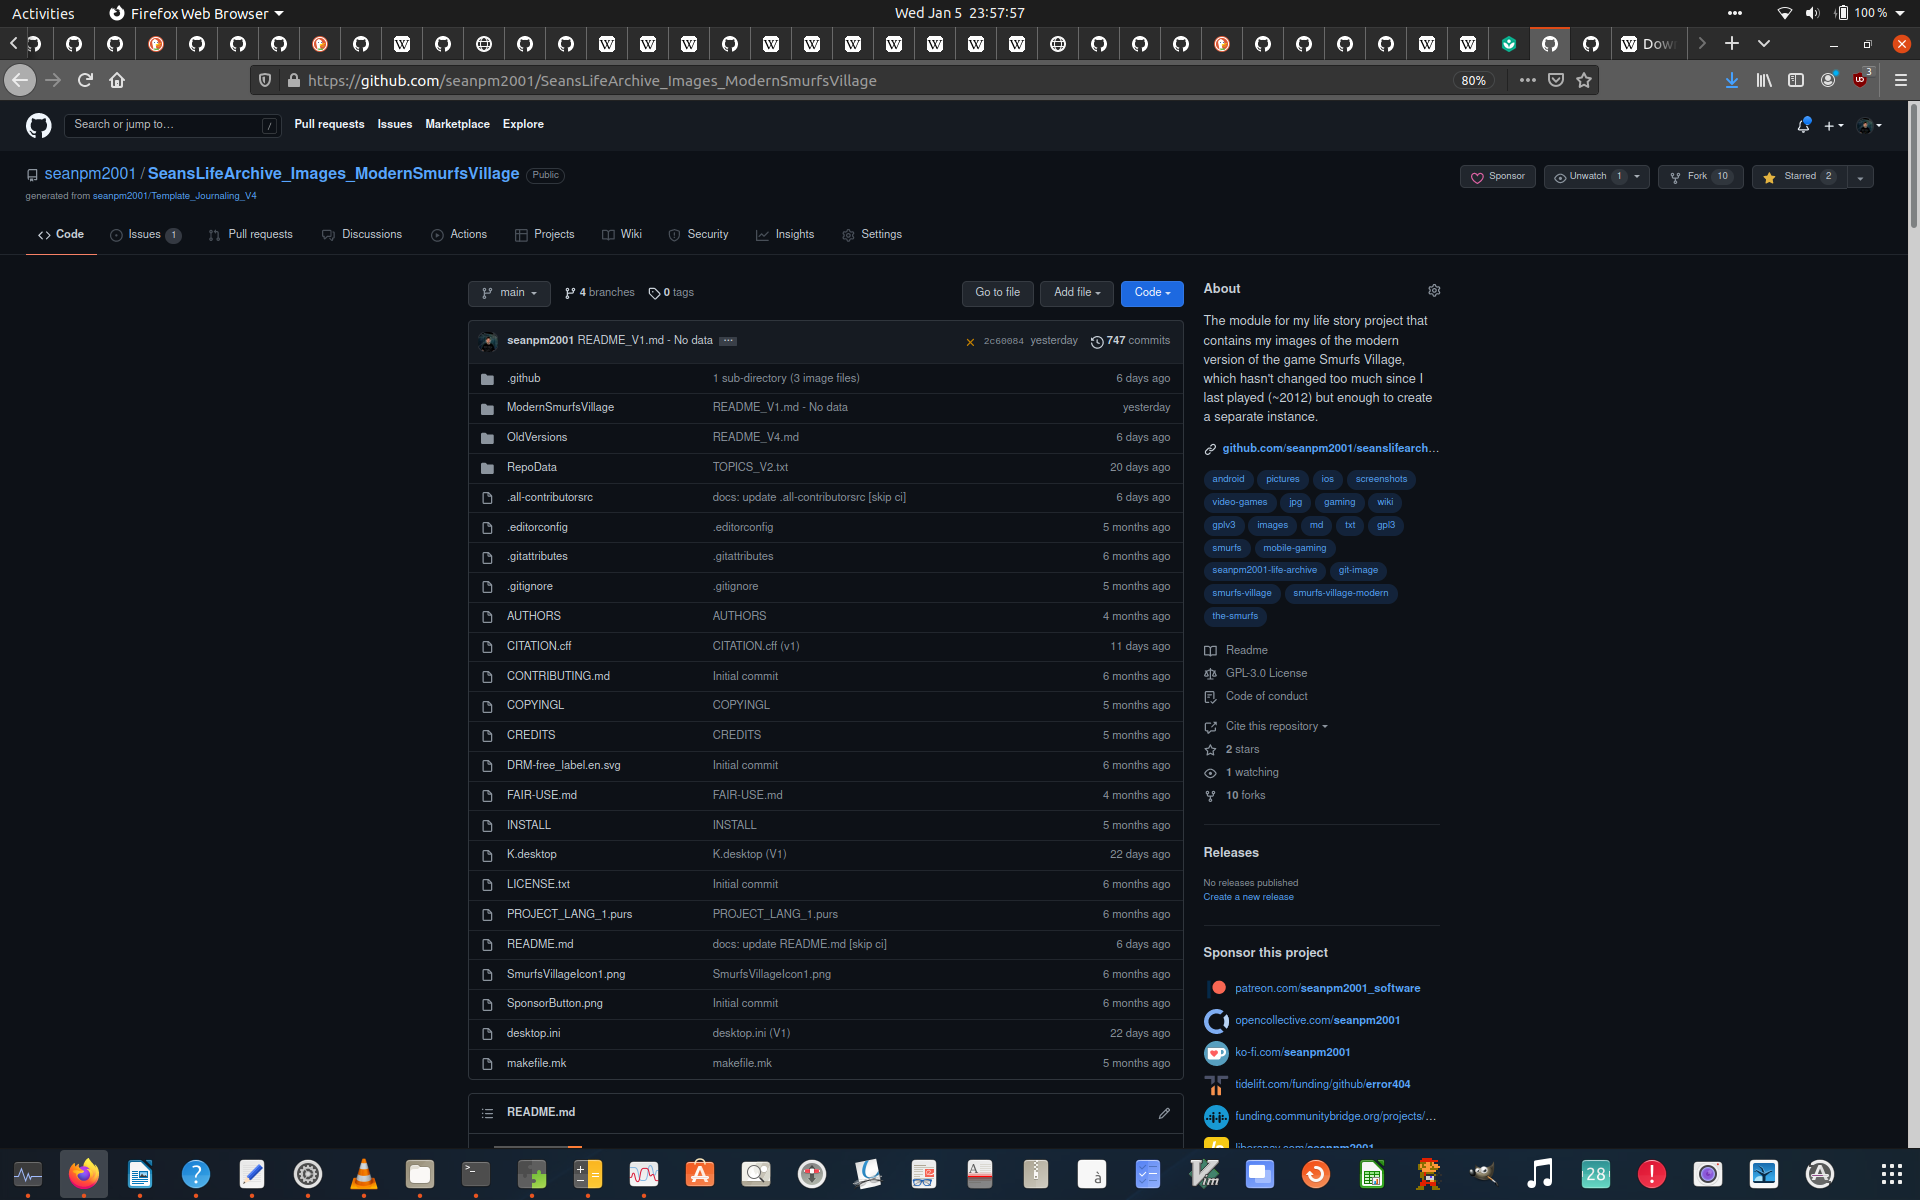 Activities
Firefox Web Browser
Wed Jan 5 23:57:57
100 %
Dow
https://github.com/seanpm2001/SeansLifeArchive_Images_ModernSmurfsVillage
80%
3
Search or jump to...
/
Pull requests
Issues
Marketplace
Explore
seanpm2001 / SeansLifeArchive_Images_ModernSmurfsVillage
Public
Sponsor
Unwatch 1
Fork 10
Starred 2
generated from seanpm2001/Template_Journaling_V4
Code
Issues 1
Pull requests
Discussions
Actions
Projects
Wiki
Security
Insights
Settings
main
4 branches
0 tags
Go to file
Add file
Code
seanpm2001 README_V1.md - No data
2c60084 yesterday
747 commits
.github 1 sub-directory (3 image files) 6 days ago
ModernSmurfsVillage README_V1.md - No data yesterday
OldVersions README_V4.md 6 days ago
RepoData TOPICS_V2.txt 20 days ago
.all-contributorsrc docs: update .all-contributorsrc [skip ci] 6 days ago
.editorconfig .editorconfig 5 months ago
.gitattributes .gitattributes 6 months ago
.gitignore .gitignore 5 months ago
AUTHORS AUTHORS 4 months ago
CITATION.cff CITATION.cff (v1) 11 days ago
CONTRIBUTING.md Initial commit 6 months ago
COPYINGL COPYINGL 5 months ago
CREDITS CREDITS 5 months ago
DRM-free_label.en.svg Initial commit 6 months ago
FAIR-USE.md FAIR-USE.md 4 months ago
INSTALL INSTALL 5 months ago
K.desktop K.desktop (V1) 22 days ago
LICENSE.txt Initial commit 6 months ago
PROJECT_LANG_1.purs PROJECT_LANG_1.purs 6 months ago
README.md docs: update README.md [skip ci] 6 days ago
SmurfsVillageIcon1.png SmurfsVillageIcon1.png 6 months ago
SponsorButton.png Initial commit 6 months ago
desktop.ini desktop.ini (V1) 22 days ago
makefile.mk makefile.mk 5 months ago
README.md
About
The module for my life story project that
contains my images of the modern
version of the game Smurfs Village,
which hasn't changed too much since I
last played (~2012) but enough to create
a separate instance.
github.com/seanpm2001/seanslifearch...
android pictures ios screenshots
video-games jpg gaming wiki
gplv3 images md txt gpl3
smurfs mobile-gaming
seanpm2001-life-archive git-image
smurfs-village smurfs-village-modern
the-smurfs
Readme
GPL-3.0 License
Code of conduct
Cite this repository
2 stars
1 watching
10 forks
Releases
No releases published
Create a new release
Sponsor this project
patreon.com/seanpm2001_software
opencollective.com/seanpm2001
ko-fi.com/seanpm2001
tidelift.com/funding/github/error404
funding.communitybridge.org/projects/...
liberapay.com/seanpm2001
28